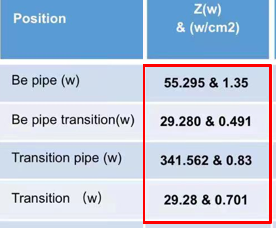 Position Z(w)
& (w/cm2)
Be pipe (w) 55.295 & 1.35
Be pipe transition(w) 29.280 & 0.491
Transition pipe (w) 341.562 & 0.83
Transition （w） 29.28 & 0.701